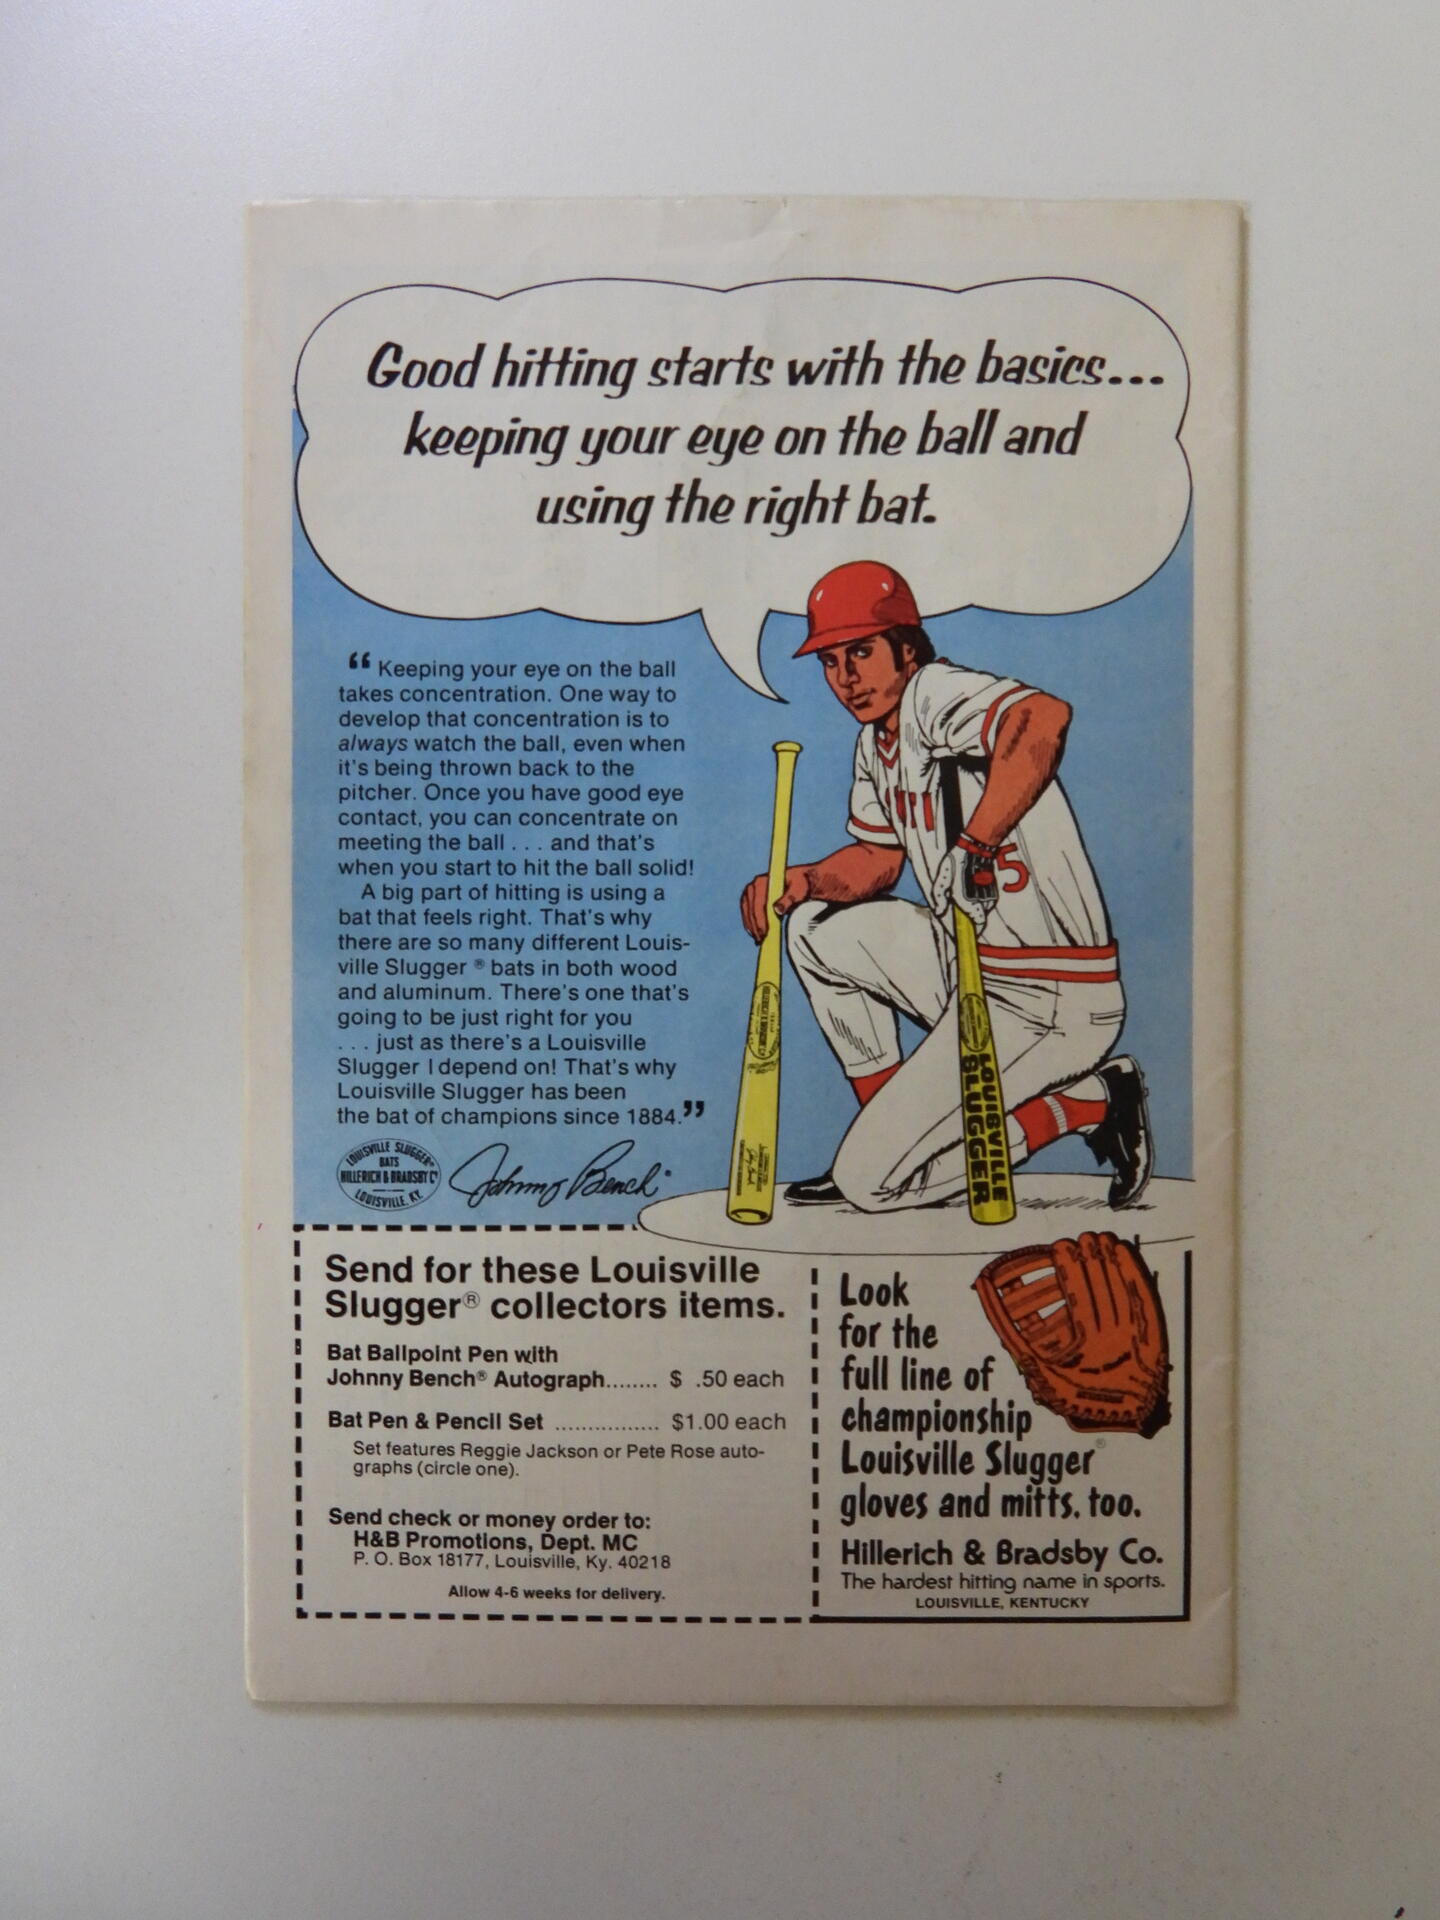 Good hitting starts with the basics...
keeping your eye on the ball and
using the right bat.
“Keeping your eye on the ball
takes concentration. One way to
develop that concentration is to
always watch the ball, even when
it's being thrown back to the
pitcher. Once you have good eye
contact, you can concentrate on
meeting the ball . . . and that's
when you start to hit the ball solid!
A big part of hitting is using a
bat that feels right. That's why
there are so many different Louis-
ville Slugger® bats in both wood
and aluminum. There's one that's
going to be just right for you
. . . just as there's a Louisville
Slugger I depend on! That's why
Louisville Slugger has been
the bat of champions since 1884.”
LOUISVILLE SLUGGER®
BATS
HILLERICH & BRADSBY Co
LOUISVILLE, KY.
Johnny Bench®
5
LOUISVILLE
SLUGGER
Send for these Louisville
Slugger® collectors items.
Bat Ballpoint Pen with
Johnny Bench® Autograph........ $ .50 each
Bat Pen & Pencil Set ................ $1.00 each
Set features Reggie Jackson or Pete Rose auto-
graphs (circle one).
Send check or money order to:
H&B Promotions, Dept. MC
P. O. Box 18177, Louisville, Ky. 40218
Allow 4-6 weeks for delivery.
Look
for the
full line of
championship
Louisville Slugger®
gloves and mitts, too.
Hillerich & Bradsby Co.
The hardest hitting name in sports.
LOUISVILLE, KENTUCKY